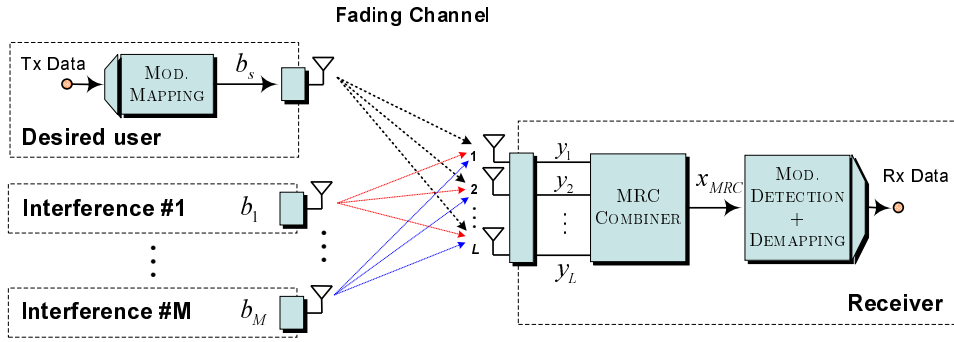 Fading Channel
Tx Data
MOD.
MAPPING
b_s
Desired user
Interference #1
b_1
Interference #M
b_M
1
2
L
y_1
y_2
y_L
MRC
COMBINER
x_MRC
MOD.
DETECTION
+
DEMAPPING
Rx Data
Receiver